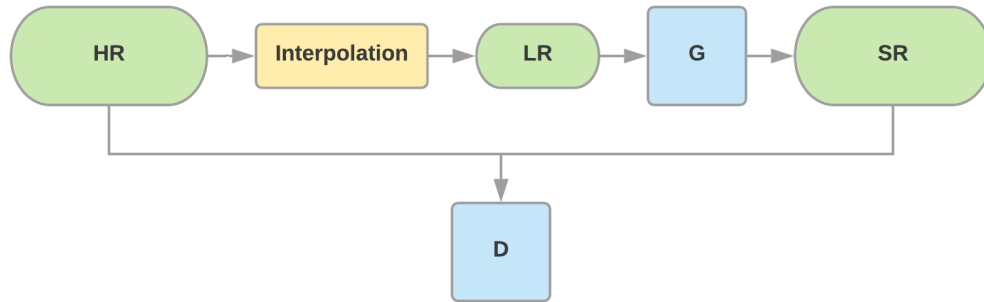 HR
Interpolation
LR
G
SR
D